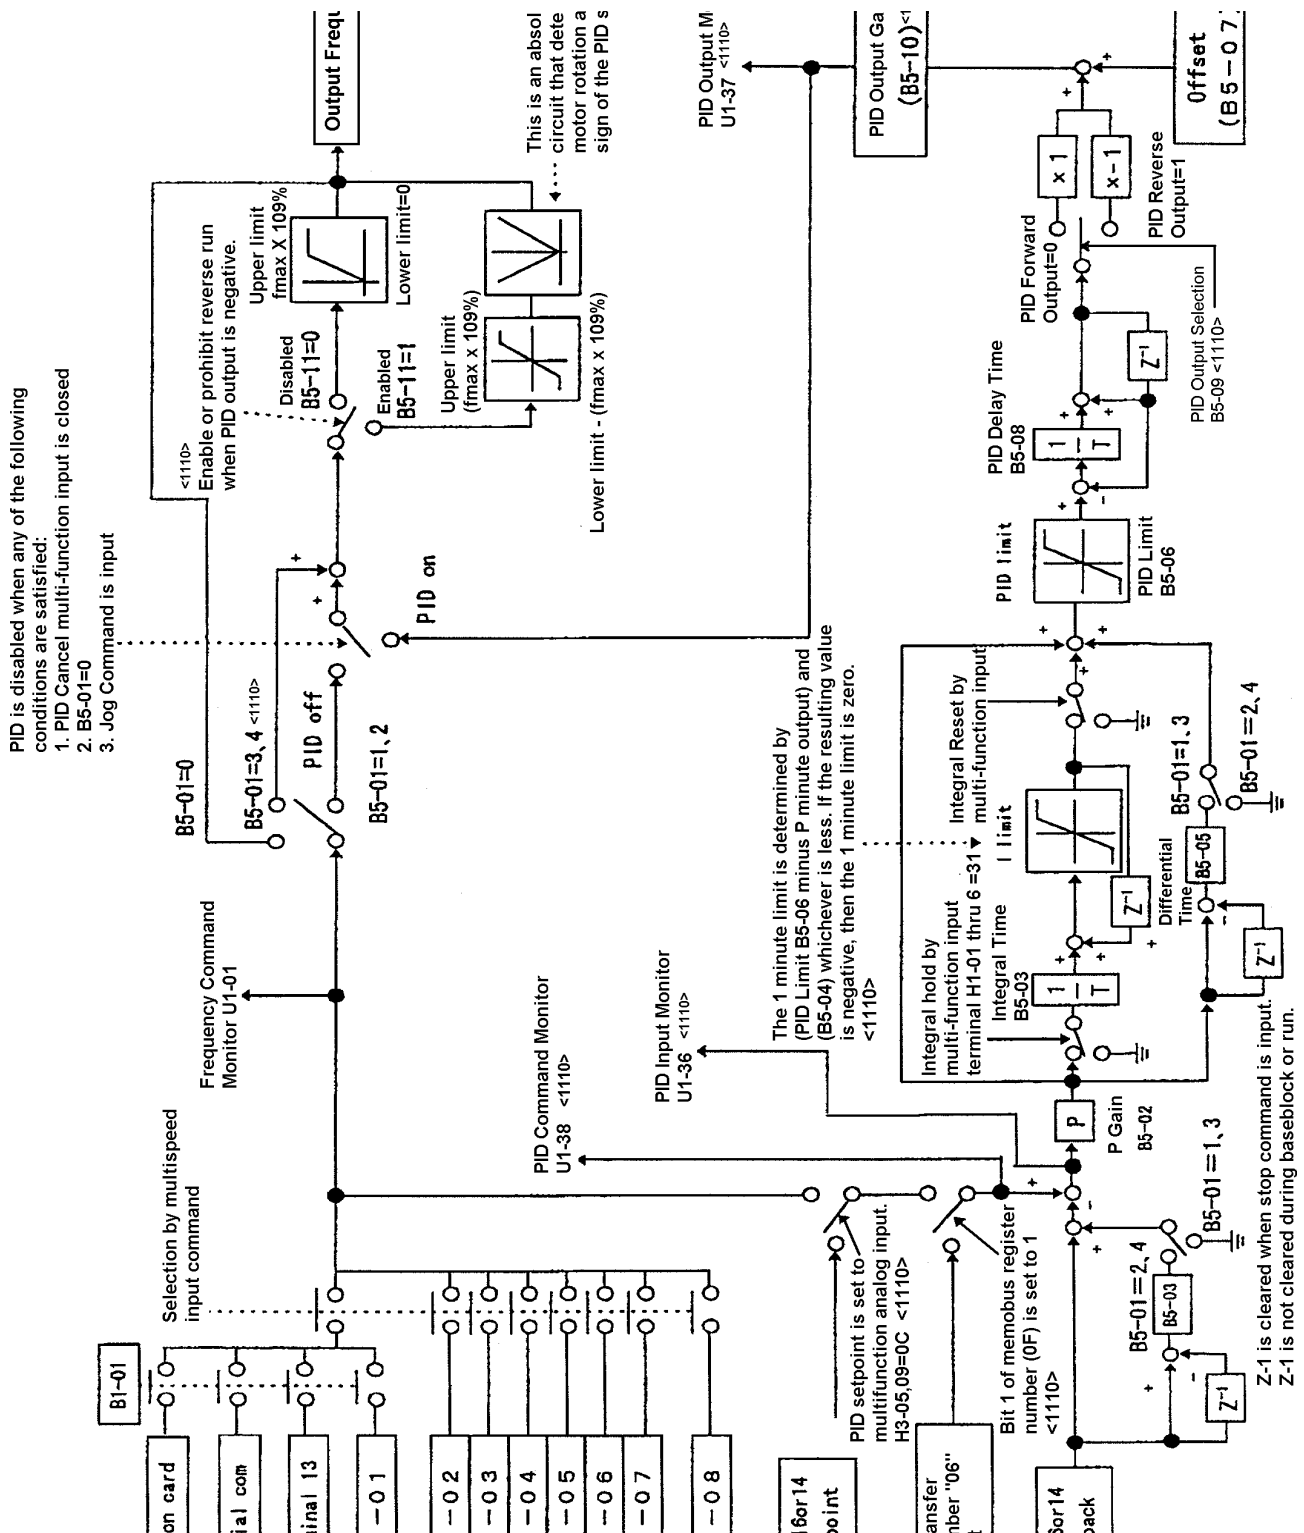 PID is disabled when any of the following
conditions are satisfied:
1. PID Cancel multi-function input is closed
2. B5-01=0
3. Jog Command is input
<1110>
Enable or prohibit reverse run
when PID output is negative.
This is an absol
circuit that dete
motor rotation a
sign of the PID s
Output Frequ
Upper limit
fmax X 109%
Lower limit=0
Disabled
B5-11=0
Enabled
B5-11=1
Upper limit
(fmax x 109%)
Lower limit - (fmax x 109%)
B5-01=0
B5-01=3, 4 <1110>
PID off
B5-01=1, 2
PID on
Frequency Command
Monitor U1-01
Selection by multispeed
input command
B1-01
on card
ial com
inal 13
--01
--02
--03
--04
--05
--06
--07
--08
PID Output M
U1-37 <1110>
PID Output Ga
(B5-10)<1
Offset
(B5-07
PID Command Monitor
U1-38 <1110>
PID Input Monitor
U1-36 <1110>
The 1 minute limit is determined by
(PID Limit B5-06 minus P minute output) and
(B5-04) whichever is less. If the resulting value
is negative, then the 1 minute limit is zero.
<1110>
Integral hold by
multi-function input
terminal H1-01 thru 6 =31
Integral Time
B5-03
1
T
+
+
+
Z-1
I limit
Integral Reset by
multi-function input
+
+
+
PID limit
PID Limit
B5-06
+
-
PID Delay Time
B5-08
1
T
+
+
Z-1
PID Forward
Output=0
PID Output Selection
B5-09 <1110>
x 1
x-1
PID Reverse
Output=1
+
+
+
+
Differential
Time
B5-05
-
Z-1
B5-01=1, 3
B5-01=2, 4
P
P Gain
B5-02
+
-
+
PID setpoint is set to
multifunction analog input.
H3-05,09=0C <1110>
Bit 1 of memobus register
number (0F) is set to 1
<1110>
16or14
point
ansfer
mber "06"
t
6or14
back
B5-01=2, 4
B5-03
B5-01=1, 3
+
-
Z-1
Z-1 is cleared when stop command is input.
Z-1 is not cleared during baseblock or run.